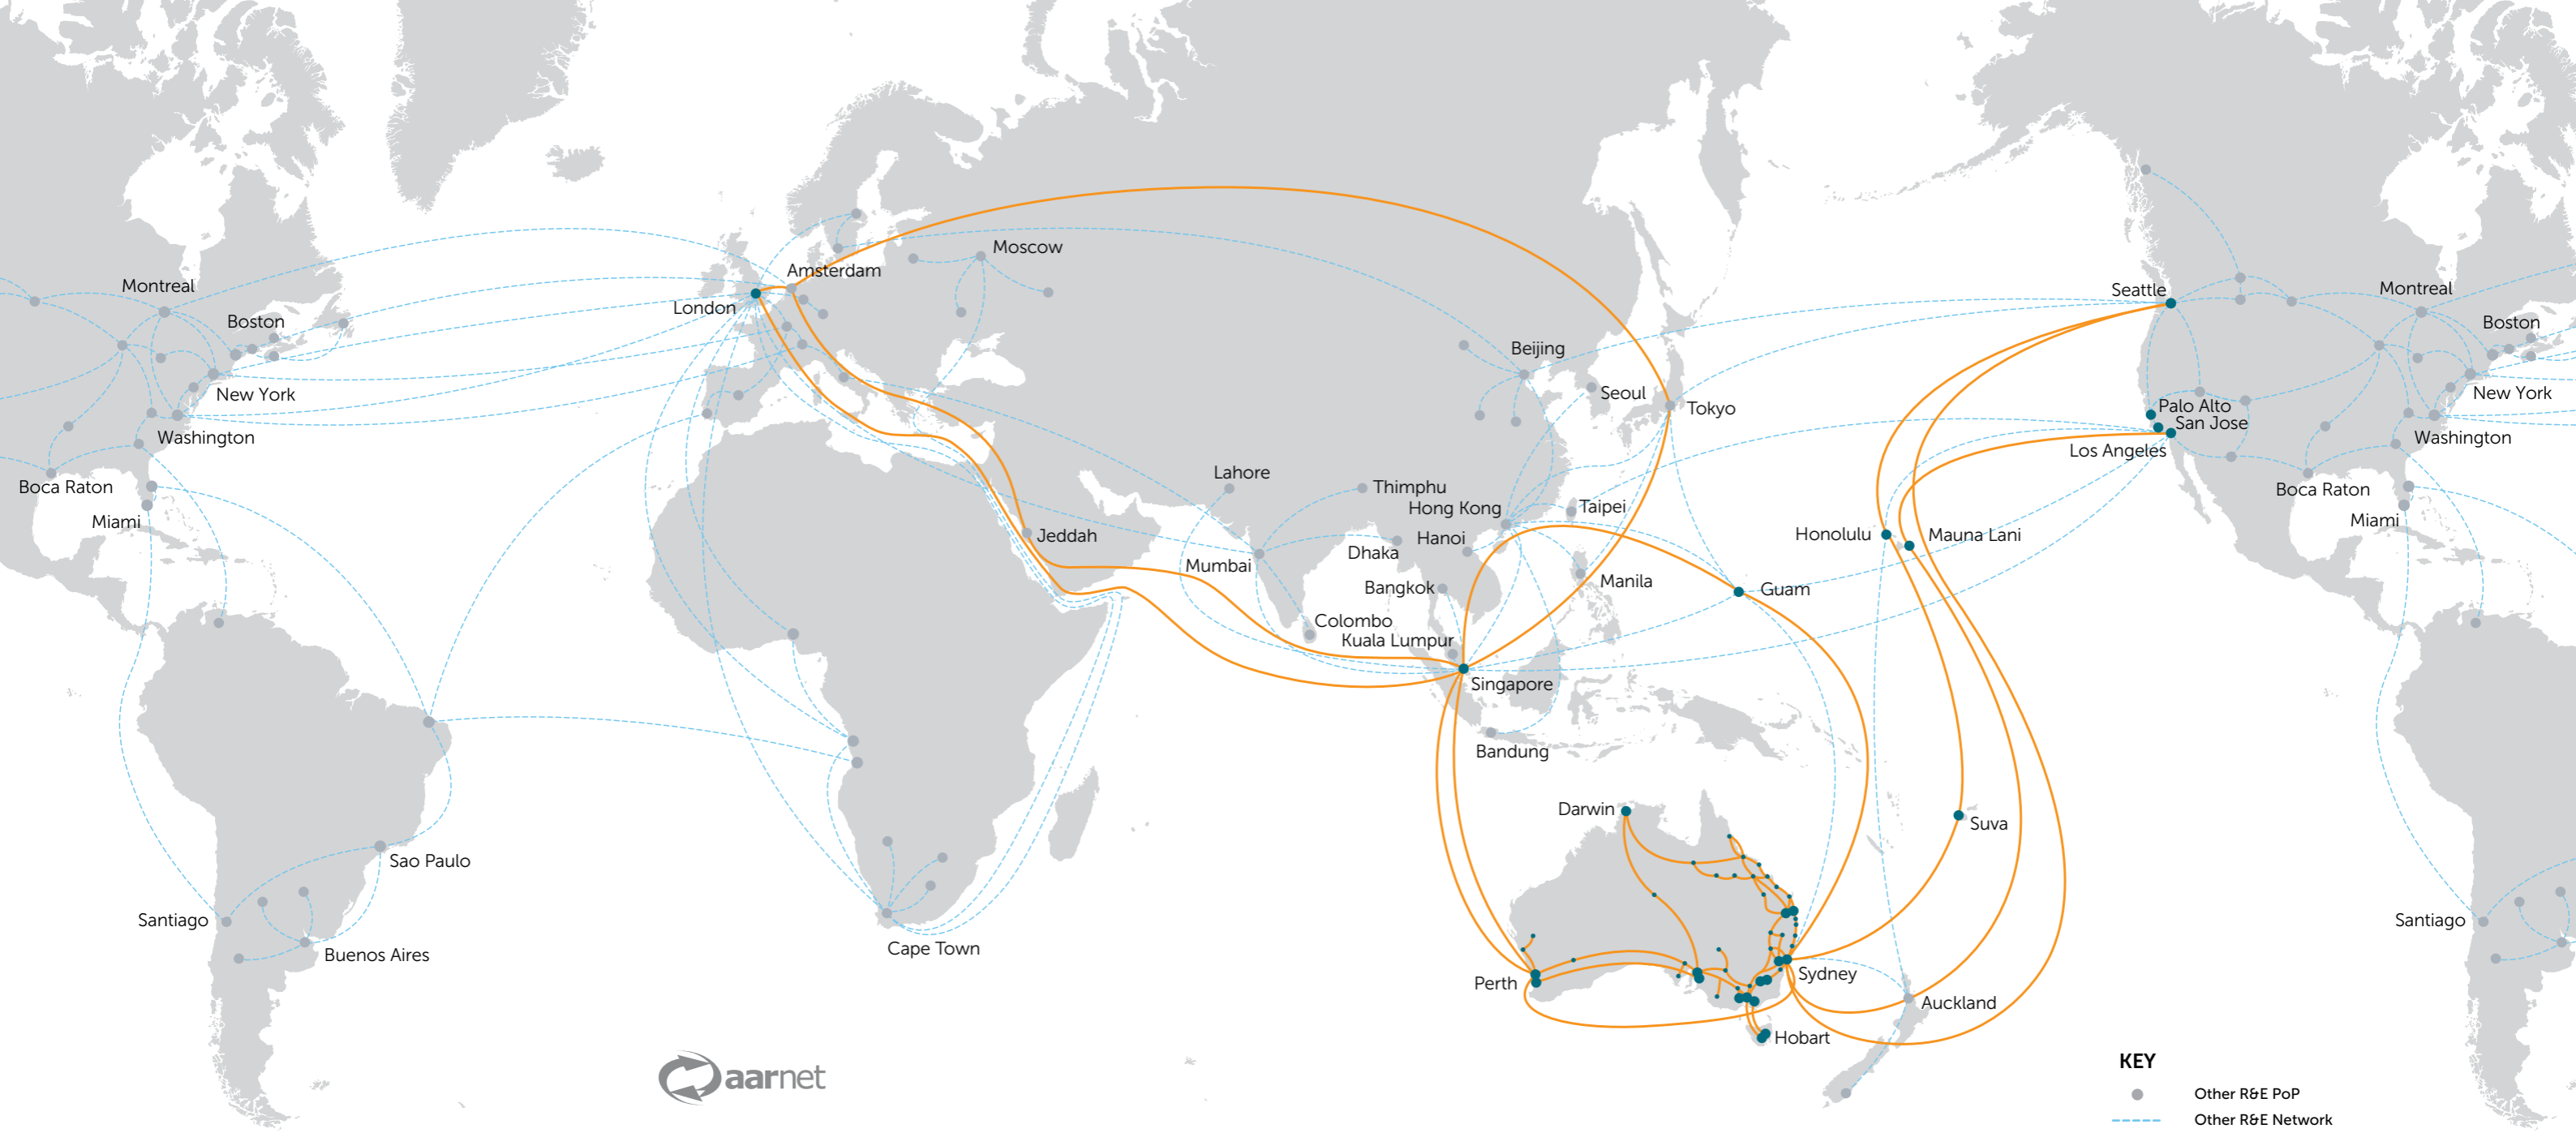 Moscow
Amsterdam
Montreal
London
Boston
New York
Washington
Boca Raton
Miami
Beijing
Seoul
Tokyo
Seattle
Montreal
Boston
New York
Palo Alto
San Jose
Washington
Los Angeles
Boca Raton
Miami
Lahore
Thimphu
Hong Kong
Taipei
Jeddah
Dhaka
Hanoi
Honolulu
Mauna Lani
Mumbai
Bangkok
Manila
Guam
Colombo
Kuala Lumpur
Singapore
Bandung
Darwin
Suva
Sao Paulo
Santiago
Buenos Aires
Cape Town
Perth
Sydney
Auckland
Santiago
Hobart
aarnet
KEY
Other R&E PoP
Other R&E Network